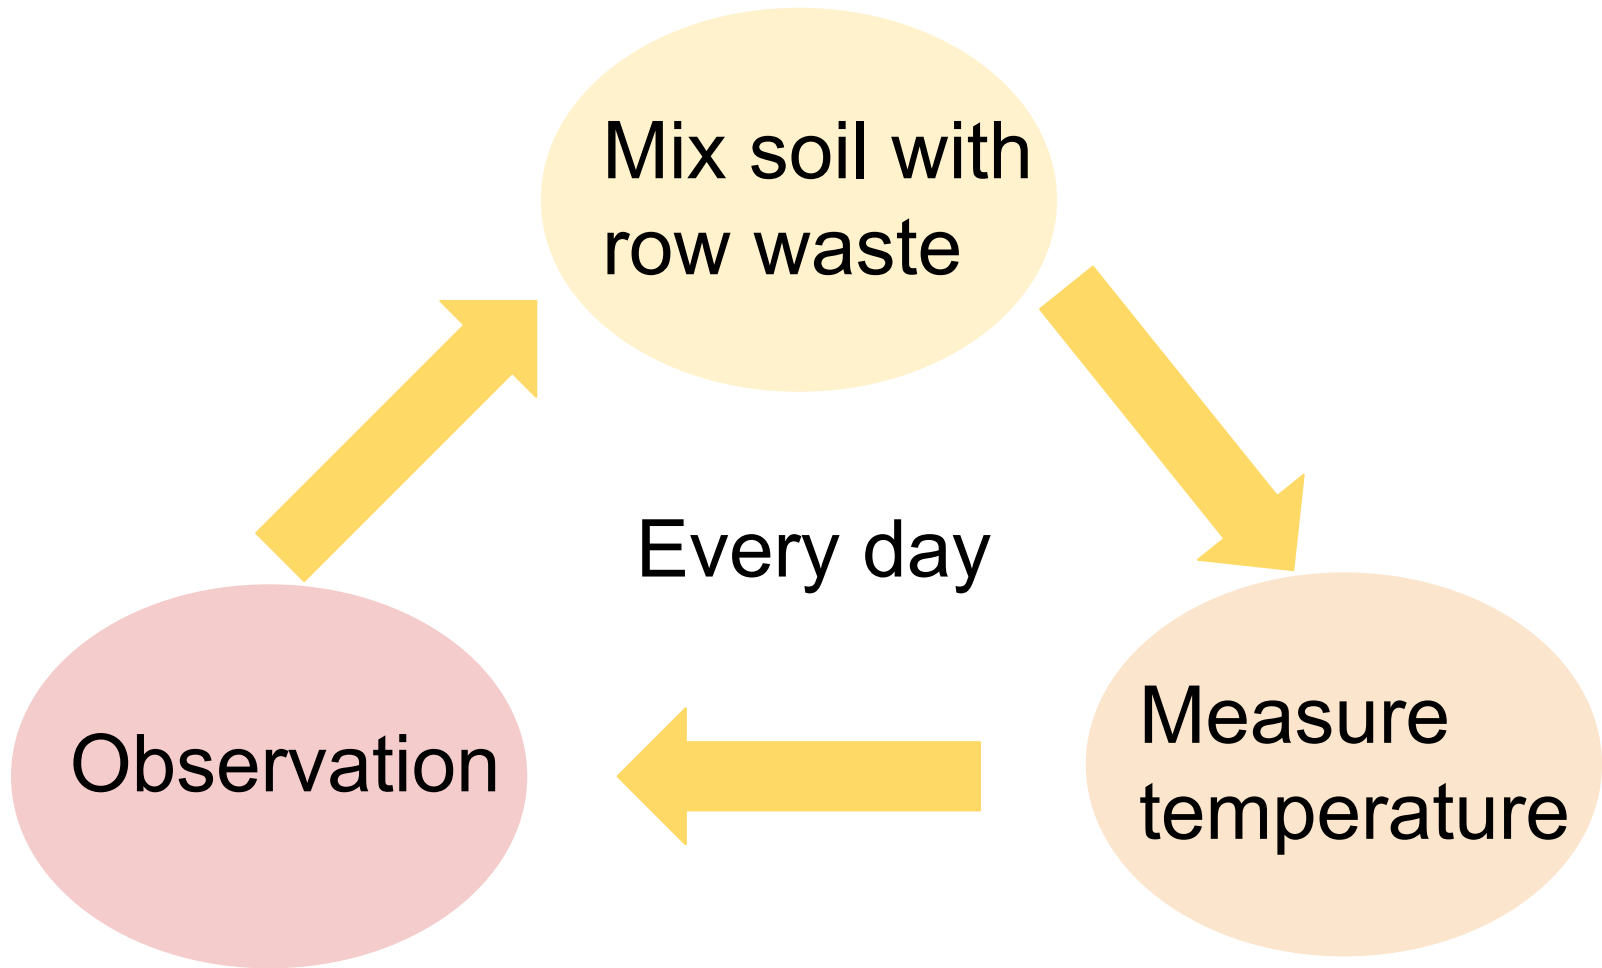 Mix soil with
row waste
Every day
Measure
temperature
Observation